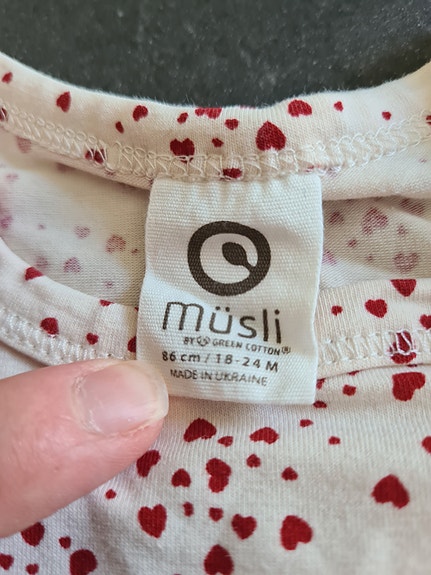 müsli
BY GREEN COTTON®
86 cm / 18-24 M
MADE IN UKRAINE